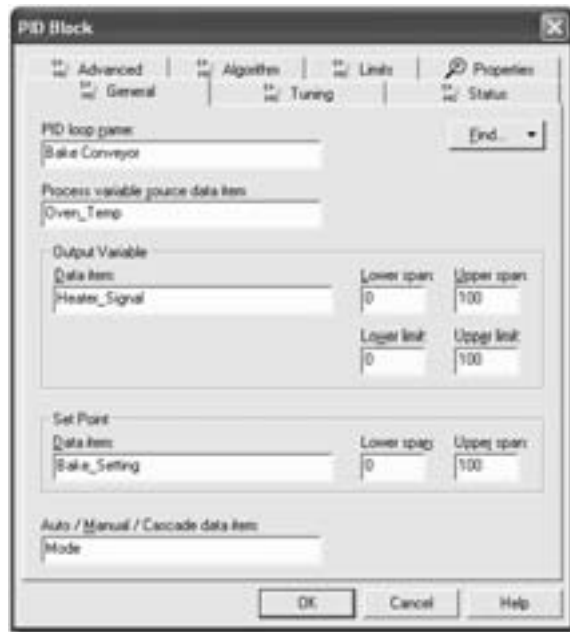 PID Block
Advanced Algorithm Limits Properties
General Tuning Status
PID loop name:
Find...
Bake Conveyor
Process variable source data item
Oven_Temp
Output Variable
Data item: Lower span: Upper span:
Heater_Signal 0 100
Lower limit: Upper limit:
0 100
Set Point
Data item: Lower span: Upper span:
Bake_Setting 0 100
Auto / Manual / Cascade data item:
Mode
OK Cancel Help